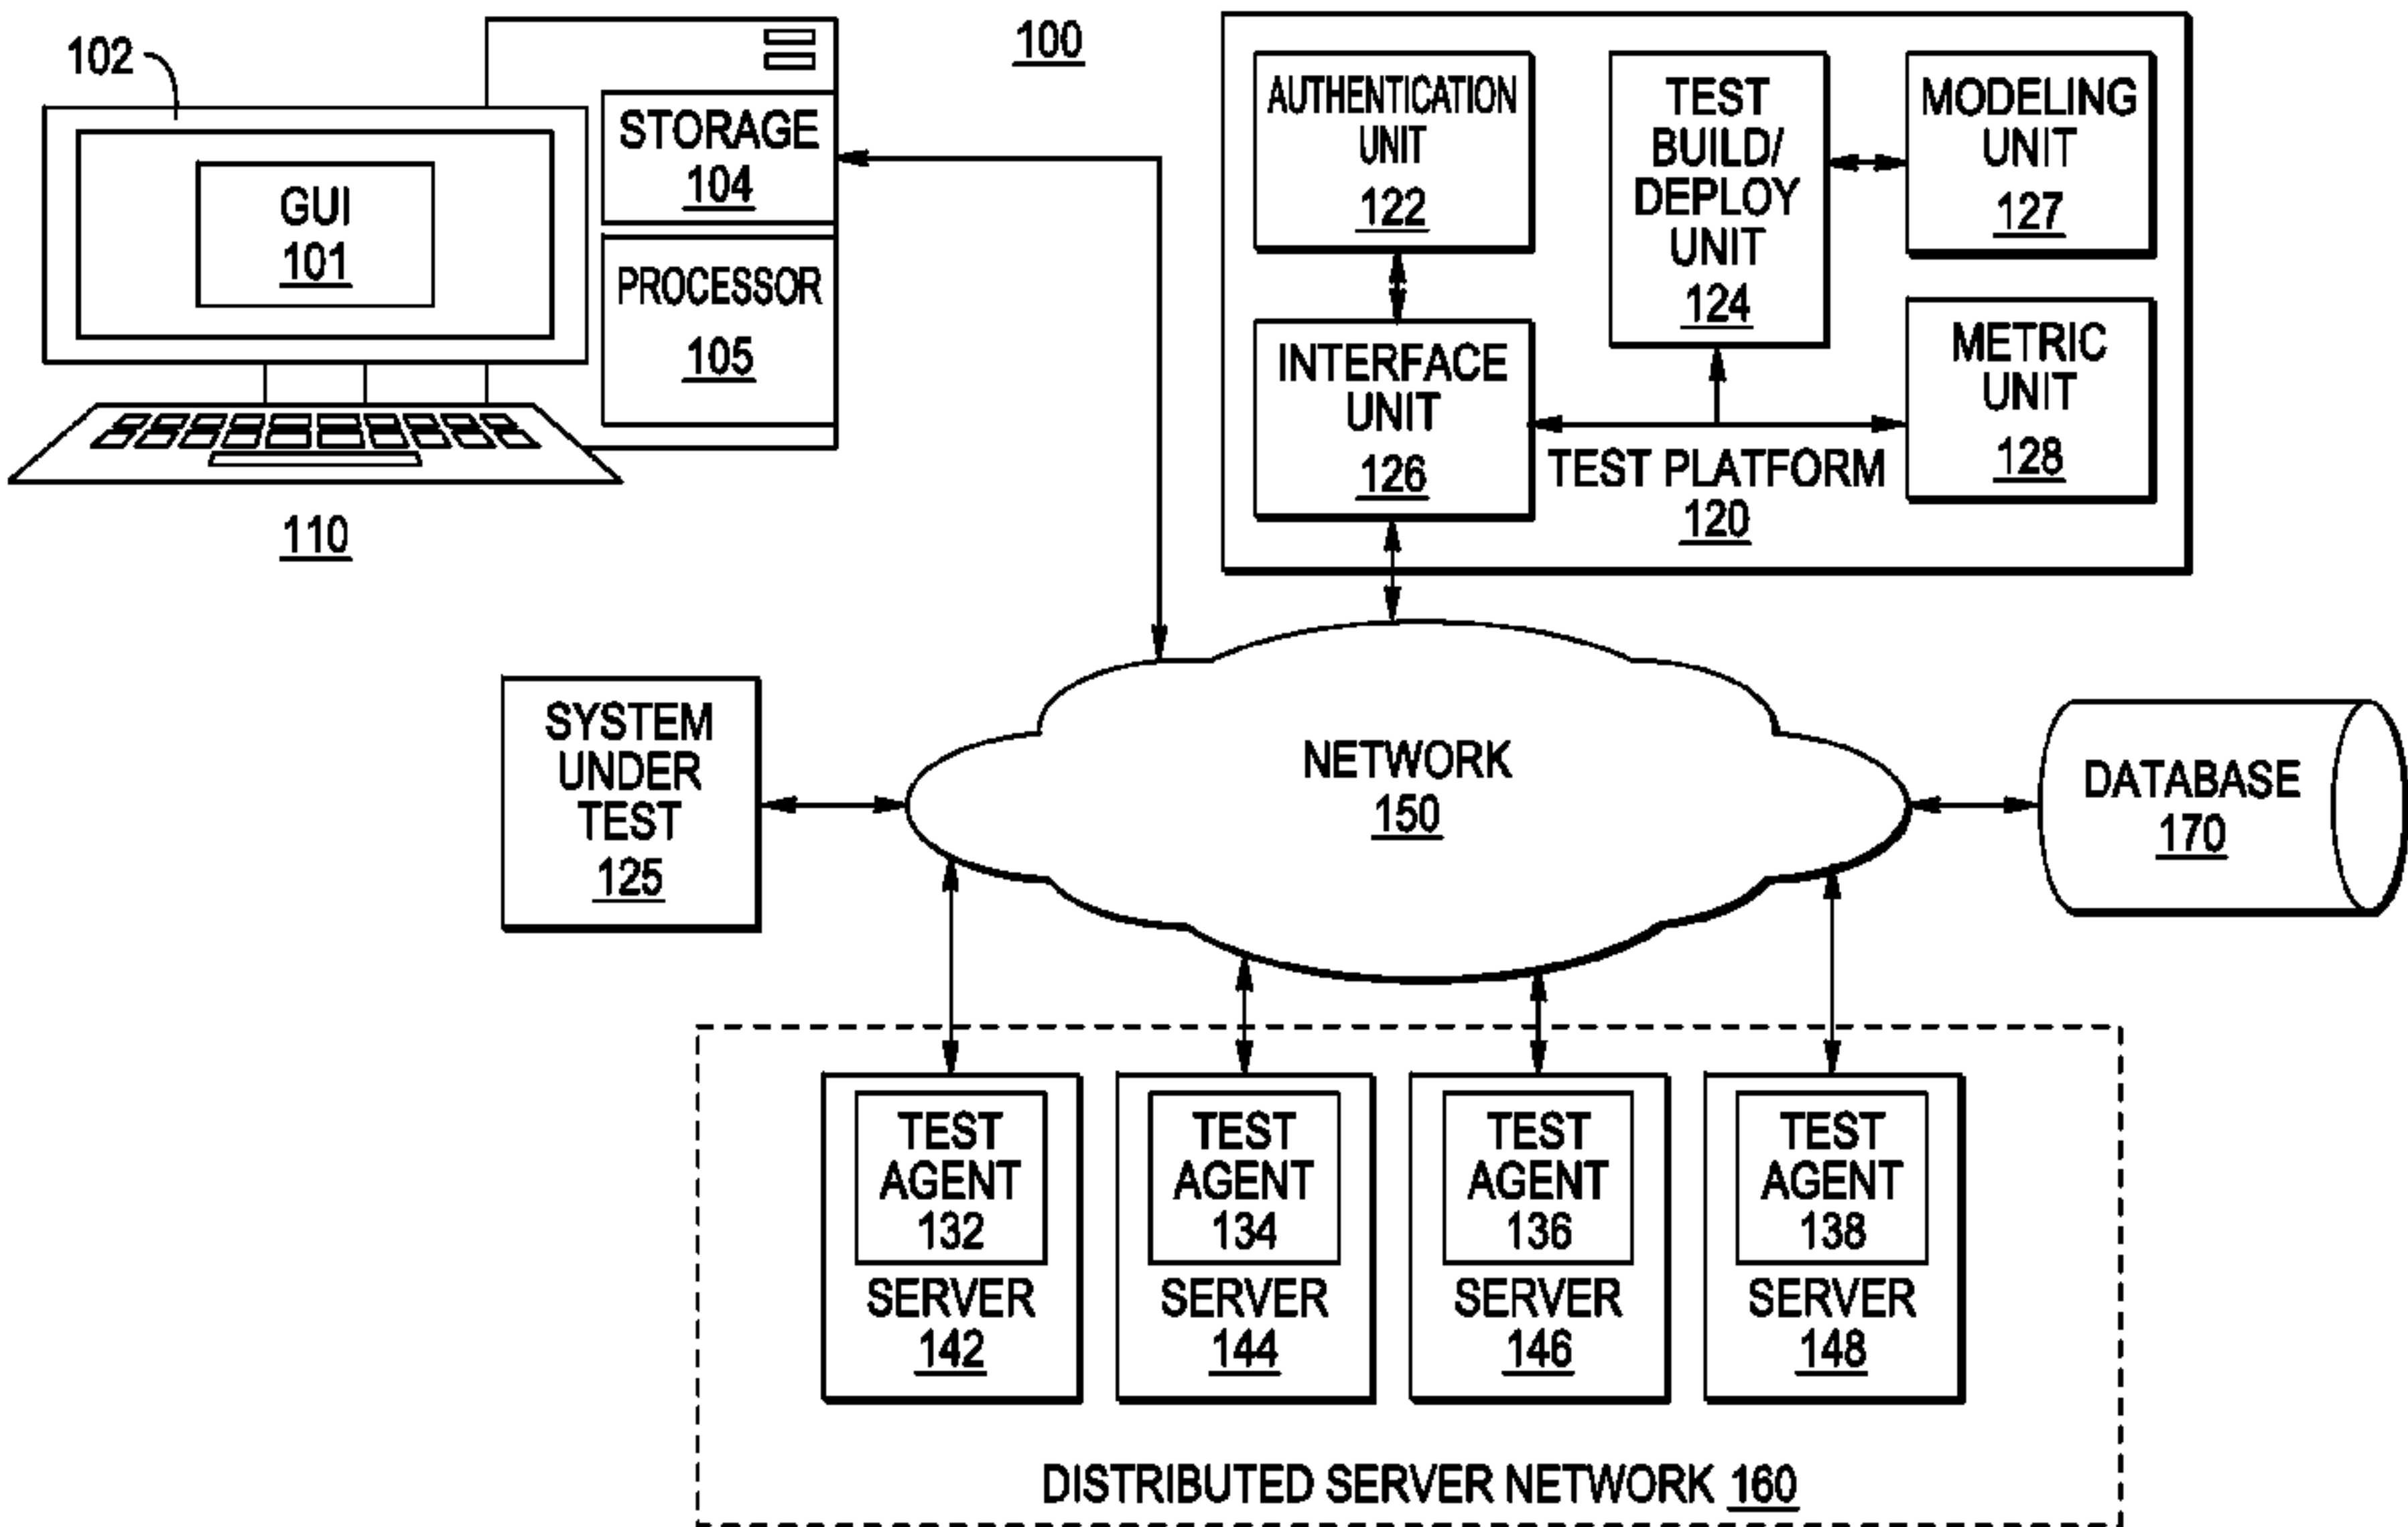 100
102
STORAGE
104
GUI
101
PROCESSOR
105
110
AUTHENTICATION
UNIT
122
TEST
BUILD/
DEPLOY
UNIT
124
MODELING
UNIT
127
INTERFACE
UNIT
126
METRIC
UNIT
128
TEST PLATFORM
120
SYSTEM
UNDER
TEST
125
NETWORK
150
DATABASE
170
TEST
AGENT
132
SERVER
142
TEST
AGENT
134
SERVER
144
TEST
AGENT
136
SERVER
146
TEST
AGENT
138
SERVER
148
DISTRIBUTED SERVER NETWORK 160